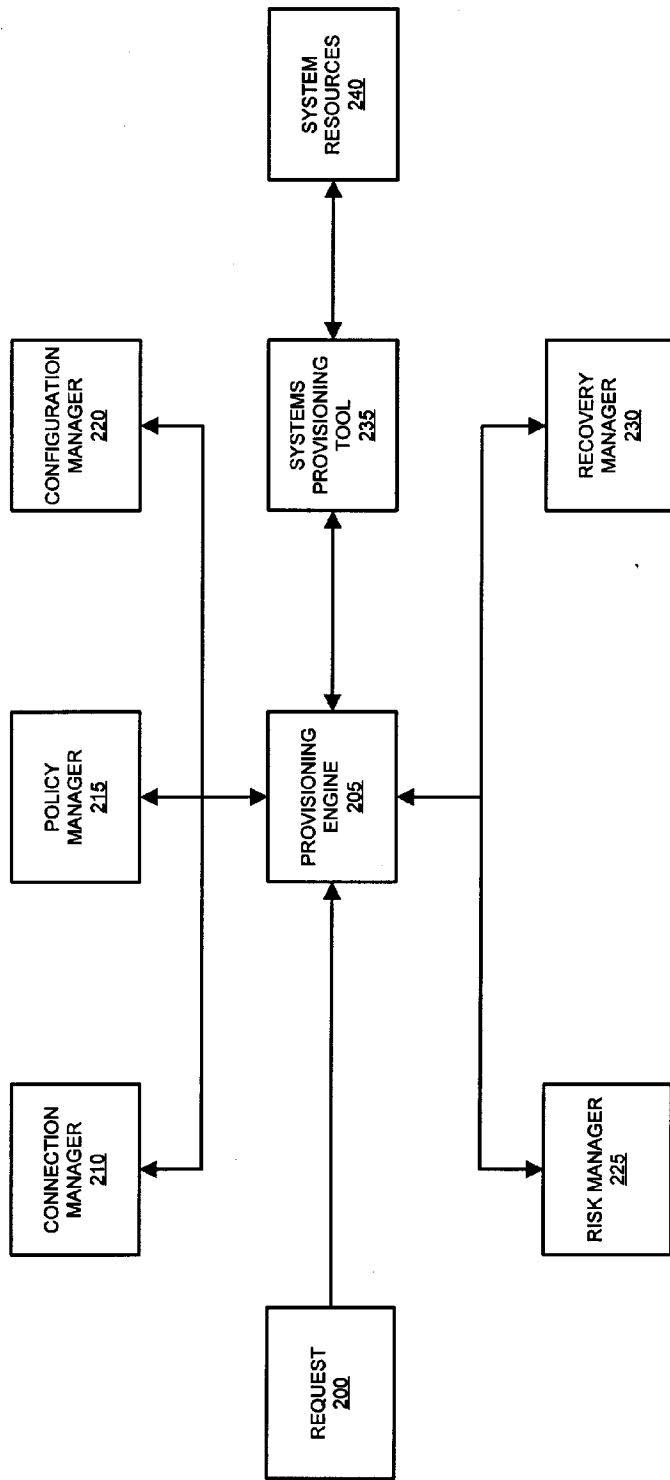 CONNECTION
MANAGER
210
POLICY
MANAGER
215
CONFIGURATION
MANAGER
220
REQUEST
200
PROVISIONING
ENGINE
205
SYSTEMS
PROVISIONING
TOOL
235
SYSTEM
RESOURCES
240
RISK MANAGER
225
RECOVERY
MANAGER
230